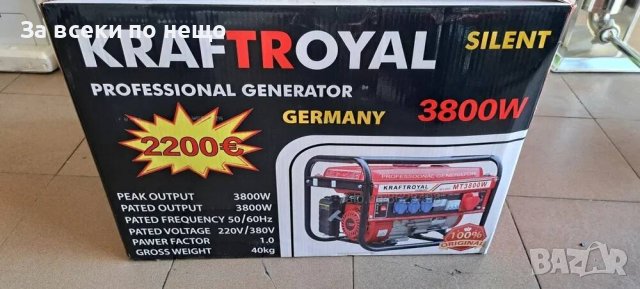 За всеки по нещо
KRAFTROYAL
SILENT
PROFESSIONAL GENERATOR
GERMANY
3800W
2200€
PEAK OUTPUT 3800W
PATED OUTPUT 3800W
PATED FREQUENCY 50/60Hz
PATED VOLTAGE 220V/380V
PAWER FACTOR 1.0
GROSS WEIGHT 40kg
PROFESSIONAL GENERATOR
KRAFTROYAL
MT3800W
100%
ORIGINAL
BAZAR